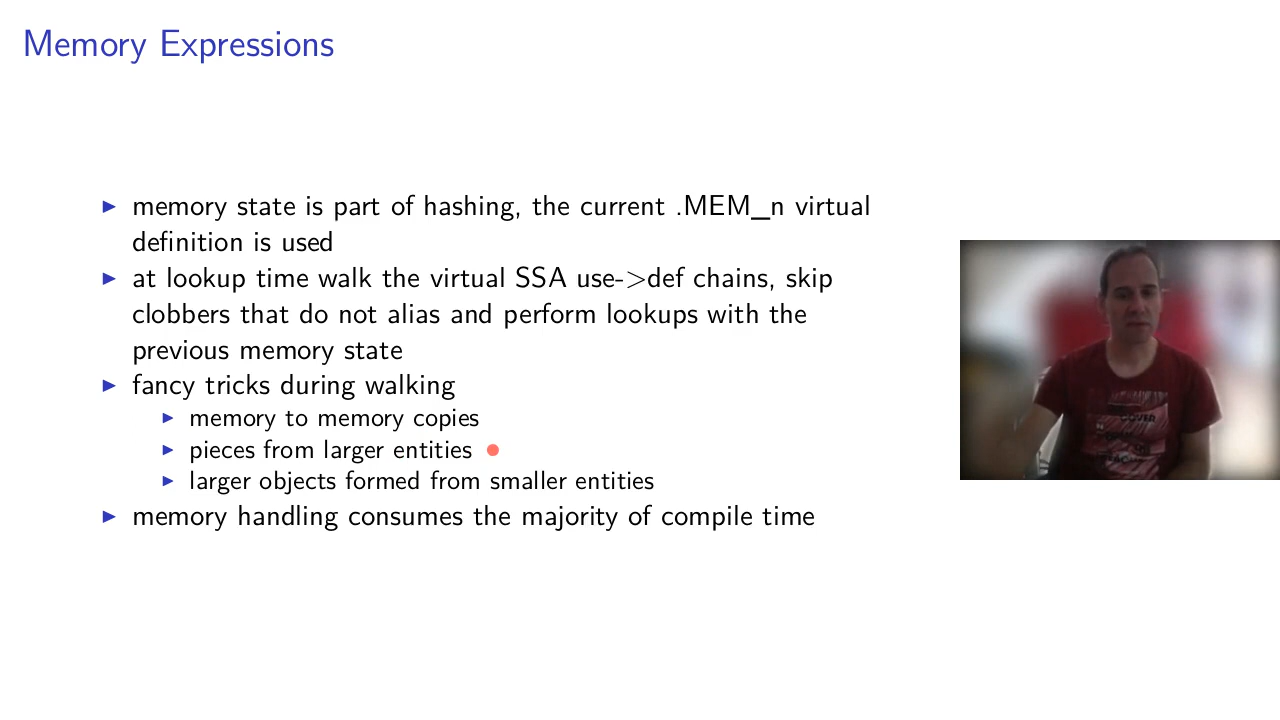 Memory Expressions
memory state is part of hashing, the current .MEM_n virtual
definition is used
at lookup time walk the virtual SSA use->def chains, skip
clobbers that do not alias and perform lookups with the
previous memory state
fancy tricks during walking
memory to memory copies
pieces from larger entities
larger objects formed from smaller entities
memory handling consumes the majority of compile time